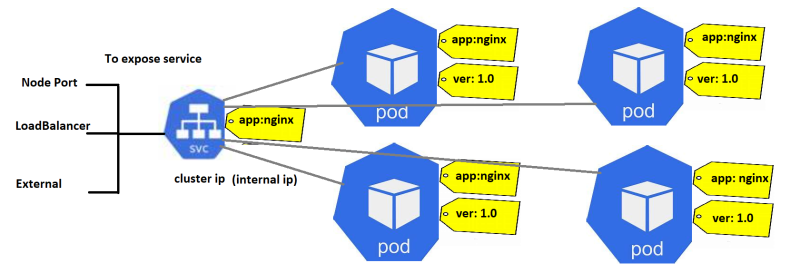 To expose service
Node Port
LoadBalancer
External
svc
app:nginx
cluster ip (internal ip)
pod
app:nginx
ver: 1.0
pod
app:nginx
ver: 1.0
pod
app:nginx
ver: 1.0
pod
app: nginx
ver: 1.0